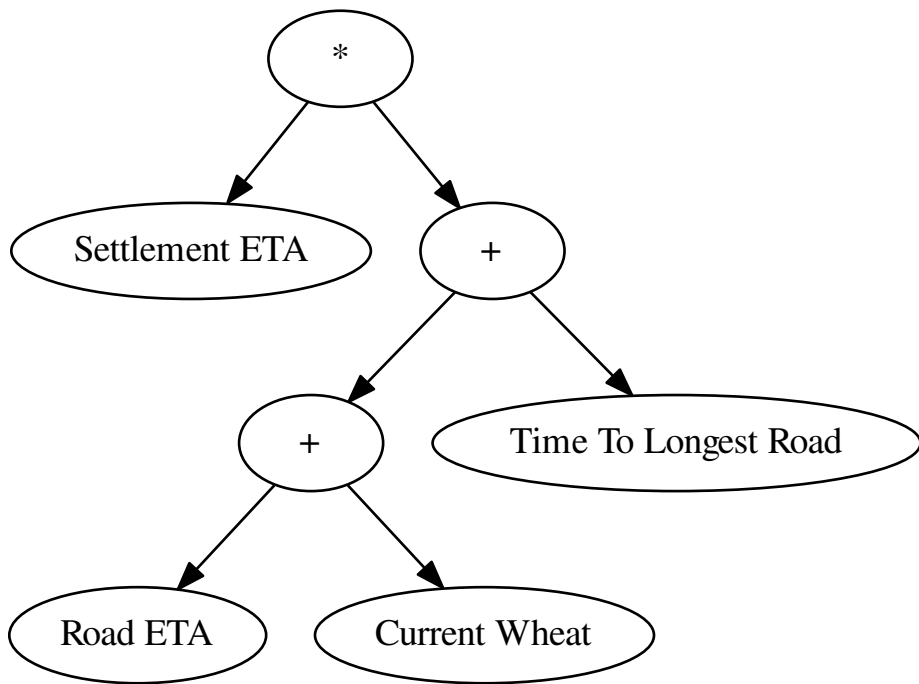 *
Settlement ETA
+
+
Time To Longest Road
Road ETA
Current Wheat